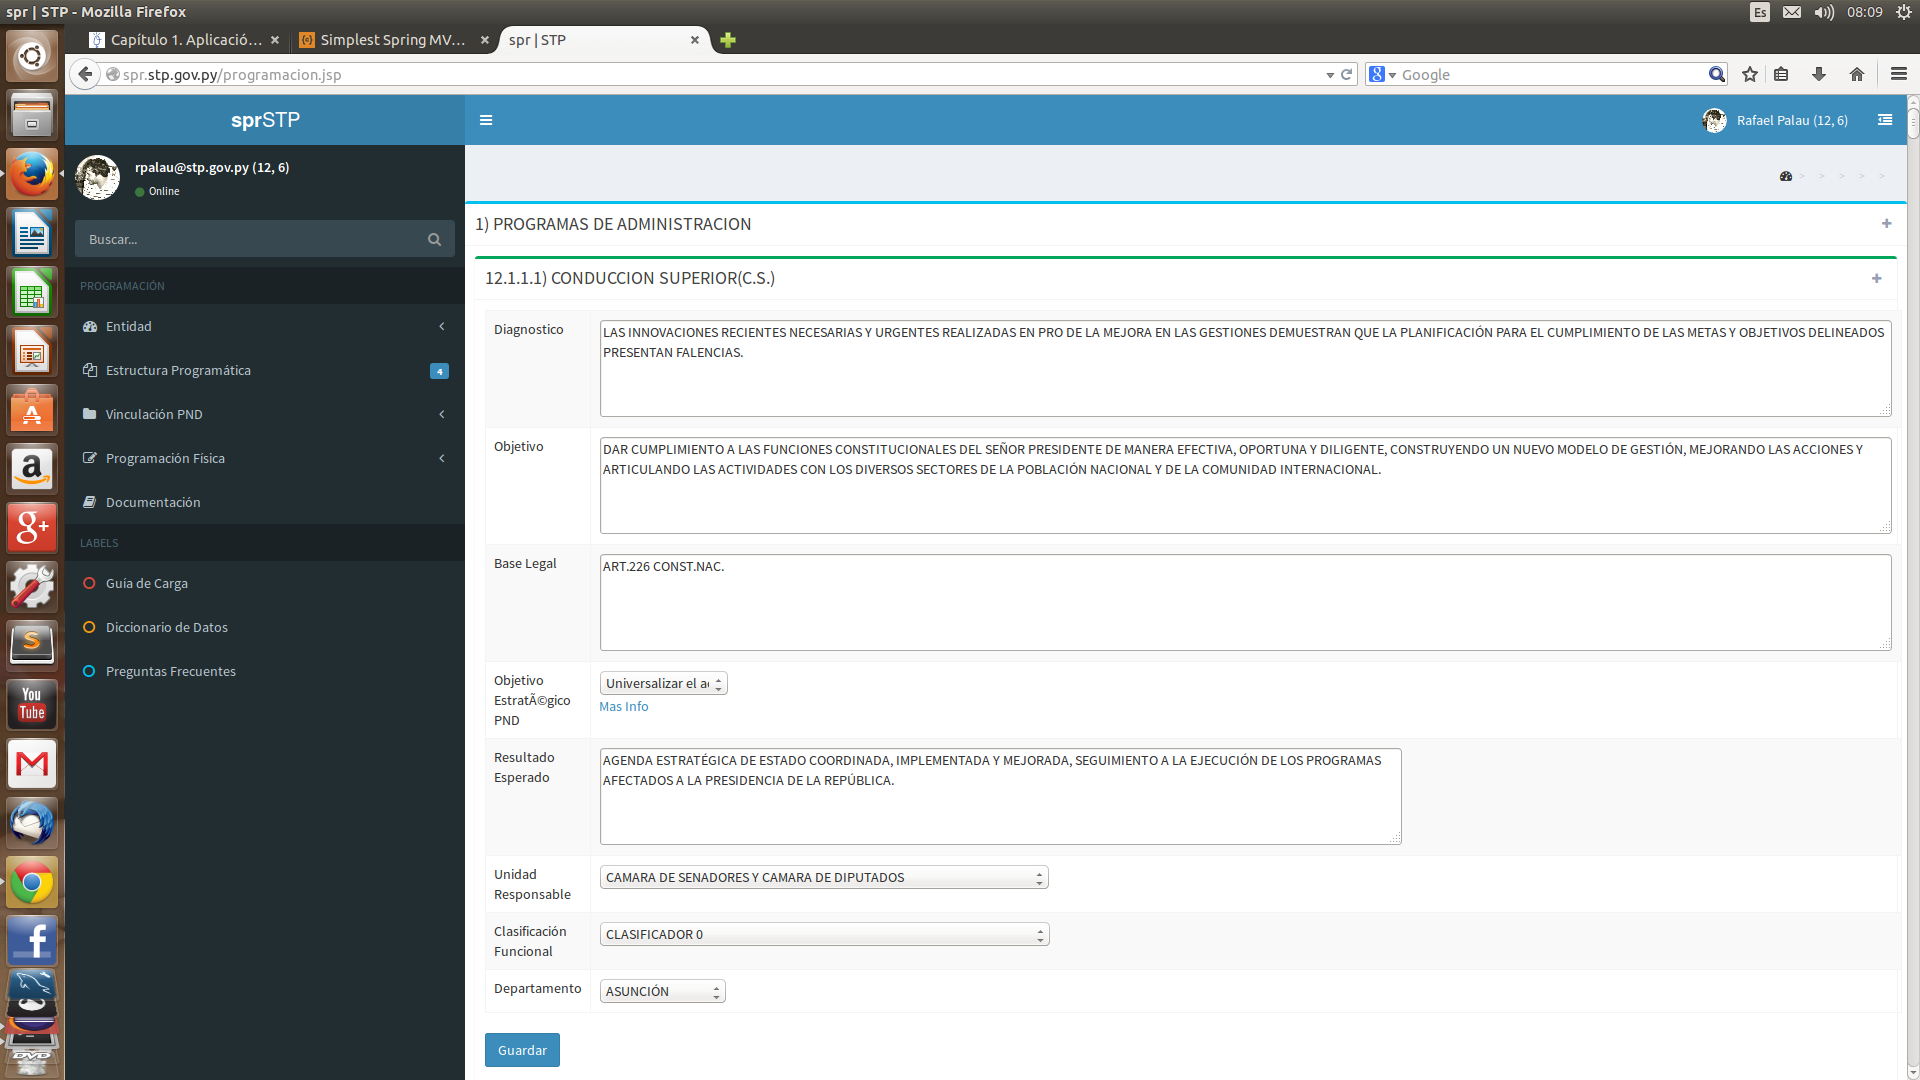 spr | STP - Mozilla Firefox
Es
08:09
Capítulo 1. Aplicació...
Simplest Spring MV...
spr | STP
spr.stp.gov.py/programacion.jsp
Google
sprSTP
Rafael Palau (12, 6)
rpalau@stp.gov.py (12, 6)
Online
Buscar...
PROGRAMACIÓN
Entidad
Estructura Programática
4
Vinculación PND
Programación Fisica
Documentación
LABELS
Guía de Carga
Diccionario de Datos
Preguntas Frecuentes
> > > > >
1) PROGRAMAS DE ADMINISTRACION
12.1.1.1) CONDUCCION SUPERIOR(C.S.)
Diagnostico
LAS INNOVACIONES RECIENTES NECESARIAS Y URGENTES REALIZADAS EN PRO DE LA MEJORA EN LAS GESTIONES DEMUESTRAN QUE LA PLANIFICACIÓN PARA EL CUMPLIMIENTO DE LAS METAS Y OBJETIVOS DELINEADOS
PRESENTAN FALENCIAS.
Objetivo
DAR CUMPLIMIENTO A LAS FUNCIONES CONSTITUCIONALES DEL SEÑOR PRESIDENTE DE MANERA EFECTIVA, OPORTUNA Y DILIGENTE, CONSTRUYENDO UN NUEVO MODELO DE GESTIÓN, MEJORANDO LAS ACCIONES Y
ARTICULANDO LAS ACTIVIDADES CON LOS DIVERSOS SECTORES DE LA POBLACIÓN NACIONAL Y DE LA COMUNIDAD INTERNACIONAL.
Base Legal
ART.226 CONST.NAC.
Objetivo
EstratÃ©gico
PND
Universalizar el a
Mas Info
Resultado
Esperado
AGENDA ESTRATÉGICA DE ESTADO COORDINADA, IMPLEMENTADA Y MEJORADA, SEGUIMIENTO A LA EJECUCIÓN DE LOS PROGRAMAS
AFECTADOS A LA PRESIDENCIA DE LA REPÚBLICA.
Unidad
Responsable
CAMARA DE SENADORES Y CAMARA DE DIPUTADOS
Clasificación
Funcional
CLASIFICADOR 0
Departamento
ASUNCIÓN
Guardar
You
Tube
DVD